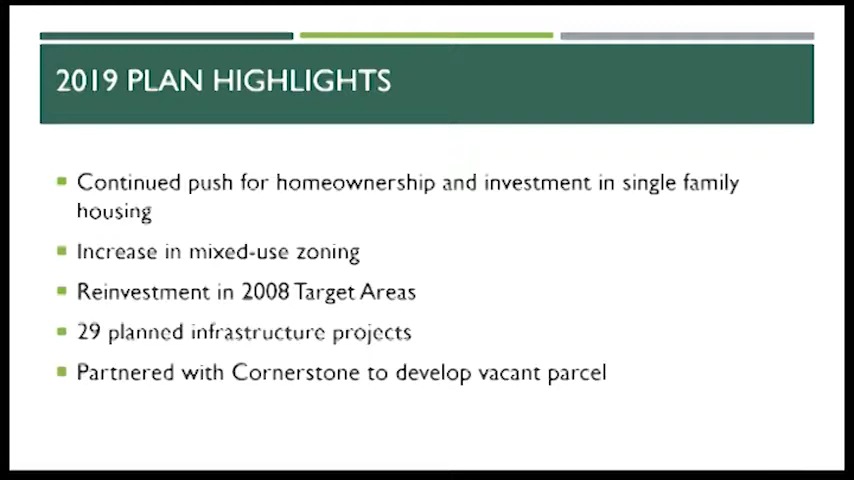 2019 PLAN HIGHLIGHTS
Continued push for homeownership and investment in single family
housing
Increase in mixed-use zoning
Reinvestment in 2008 Target Areas
29 planned infrastructure projects
Partnered with Cornerstone to develop vacant parcel